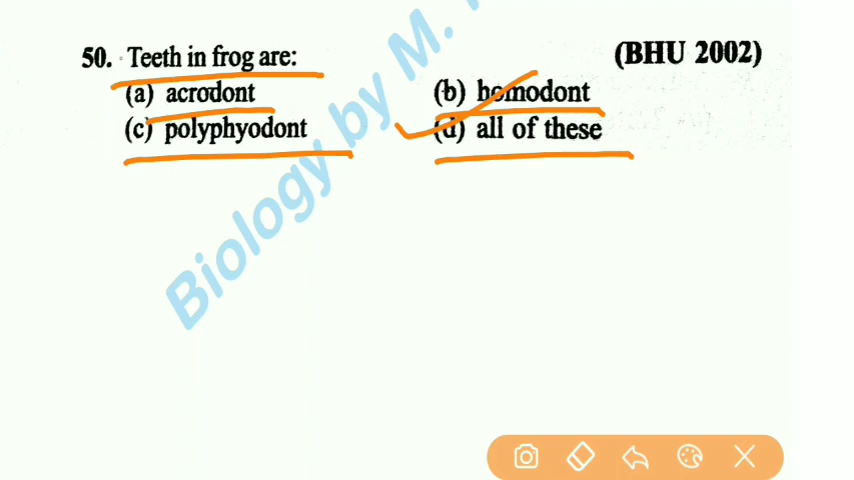 50. Teeth in frog are: (BHU 2002)
(a) acrodont (b) homodont
(c) polyphyodont (d) all of these
Biology by M.